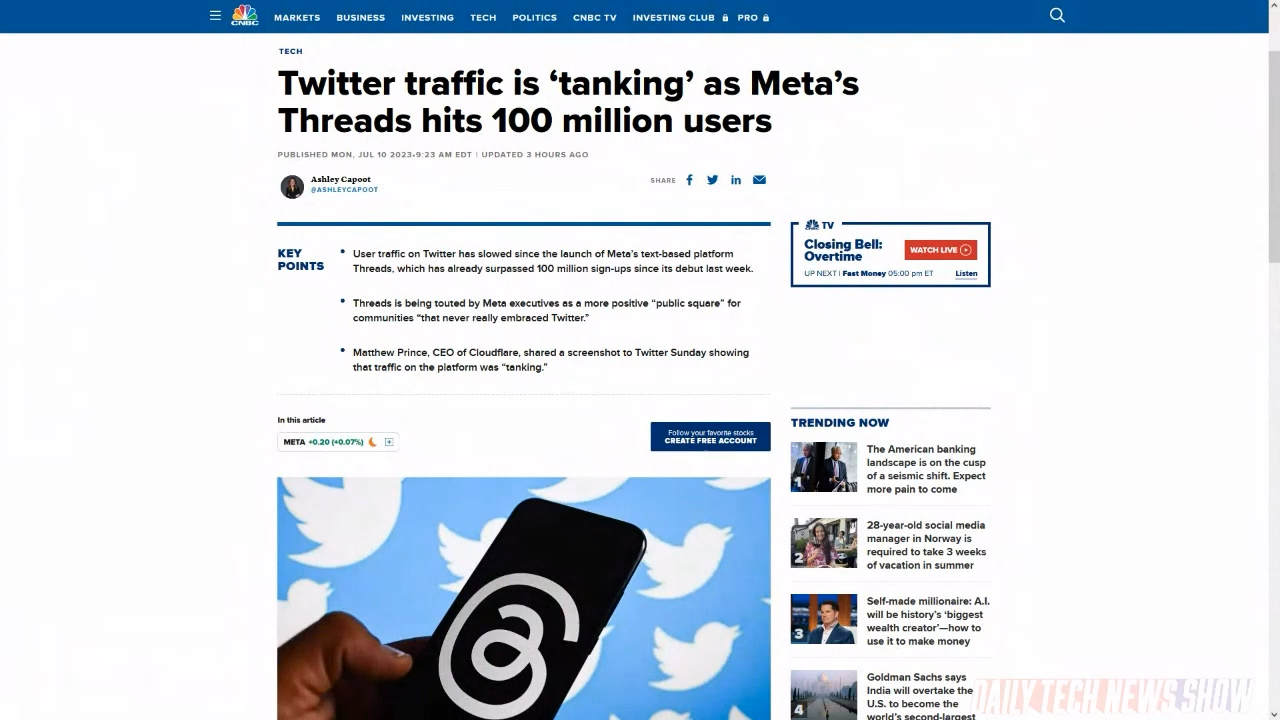 CNBC
MARKETS BUSINESS INVESTING TECH POLITICS CNBC TV INVESTING CLUB PRO
TECH
Twitter traffic is ‘tanking’ as Meta’s
Threads hits 100 million users
PUBLISHED MON, JUL 10 2023•9:23 AM EDT | UPDATED 3 HOURS AGO
Ashley Capoot
@ASHLEYCAPOOT
SHARE
KEY
POINTS
• User traffic on Twitter has slowed since the launch of Meta’s text-based platform
Threads, which has already surpassed 100 million sign-ups since its debut last week.
• Threads is being touted by Meta executives as a more positive “public square” for
communities “that never really embraced Twitter.”
• Matthew Prince, CEO of Cloudflare, shared a screenshot to Twitter Sunday showing
that traffic on the platform was “tanking.”
In this article
META +0.20 (+0.07%)
Follow your favorite stocks
CREATE FREE ACCOUNT
TV
Closing Bell:
Overtime
WATCH LIVE
UP NEXT | Fast Money 05:00 pm ET
Listen
TRENDING NOW
1
The American banking
landscape is on the cusp
of a seismic shift. Expect
more pain to come
2
28-year-old social media
manager in Norway is
required to take 3 weeks
of vacation in summer
3
Self-made millionaire: A.I.
will be history’s ‘biggest
wealth creator’—how to
use it to make money
4
Goldman Sachs says
India will overtake the
U.S. to become the
world’s second-largest
DAILY TECH NEWS SHOW